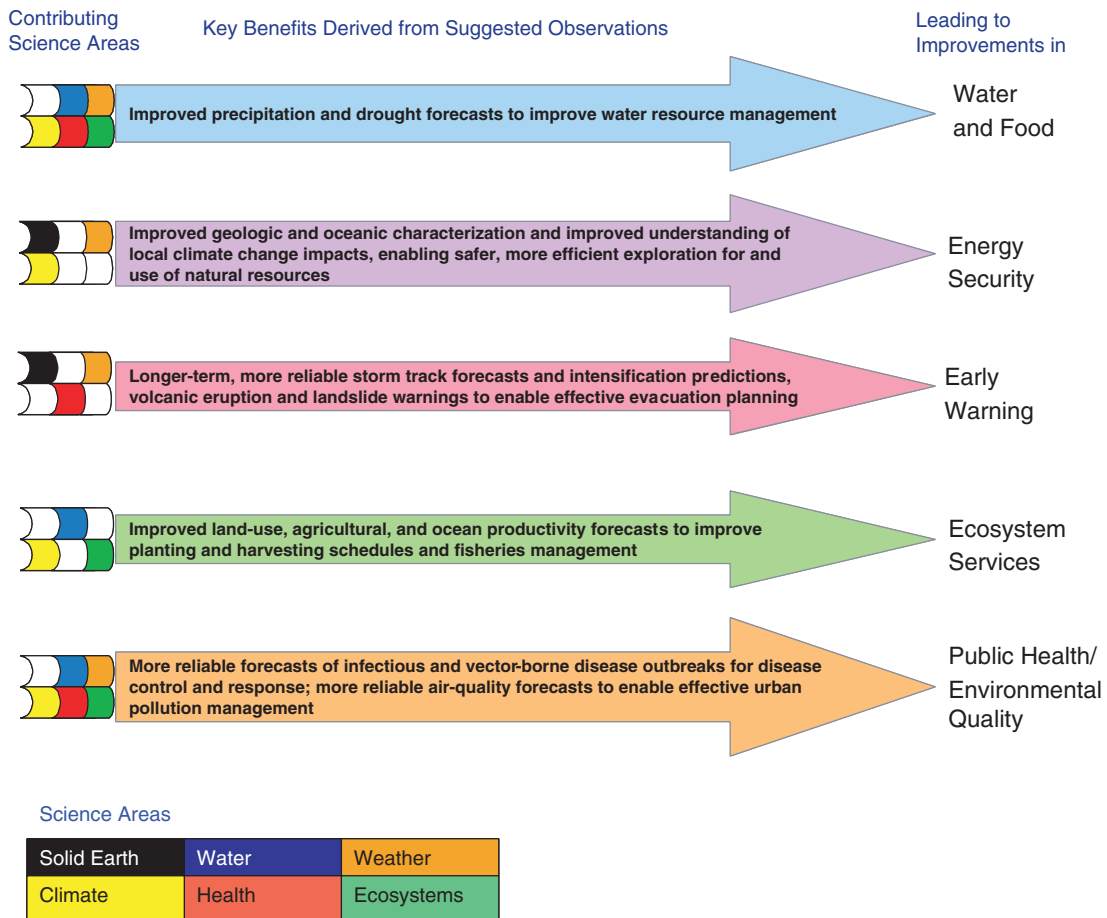 Contributing
Science Areas
Key Benefits Derived from Suggested Observations
Leading to
Improvements in
Improved precipitation and drought forecasts to improve water resource management
Water
and Food
Improved geologic and oceanic characterization and improved understanding of
local climate change impacts, enabling safer, more efficient exploration for and
use of natural resources
Energy
Security
Longer-term, more reliable storm track forecasts and intensification predictions,
volcanic eruption and landslide warnings to enable effective evacuation planning
Early
Warning
Improved land-use, agricultural, and ocean productivity forecasts to improve
planting and harvesting schedules and fisheries management
Ecosystem
Services
More reliable forecasts of infectious and vector-borne disease outbreaks for disease
control and response; more reliable air-quality forecasts to enable effective urban
pollution management
Public Health/
Environmental
Quality
Science Areas
Solid Earth Water Weather
Climate Health Ecosystems